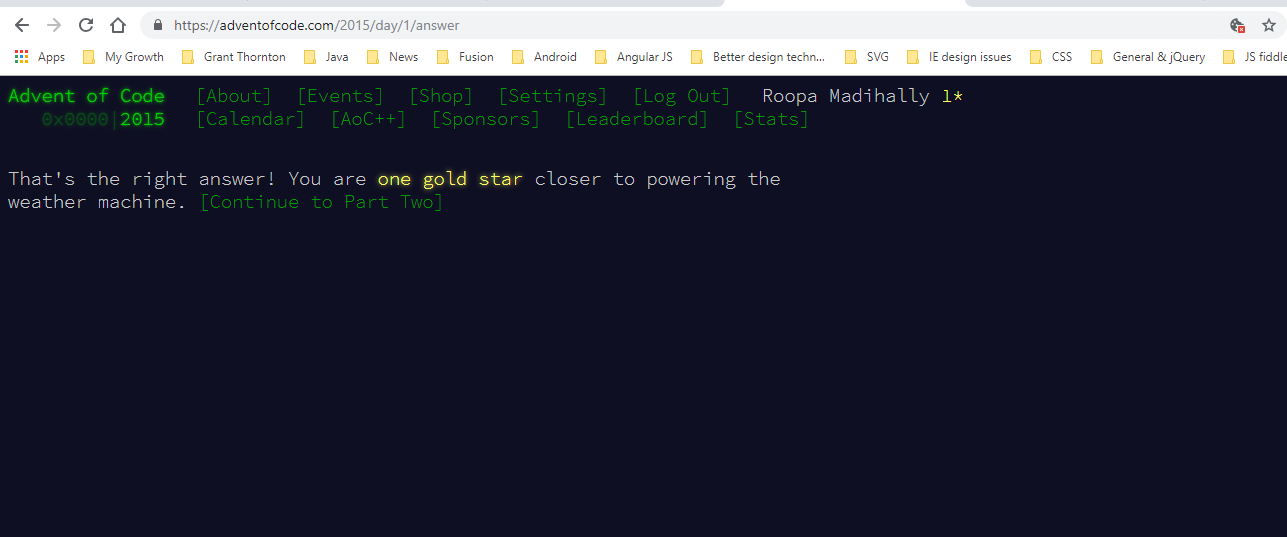 https://adventofcode.com/2015/day/1/answer
Apps My Growth Grant Thornton Java News Fusion Android Angular JS Better design techn... SVG IE design issues CSS General & jQuery JS fiddle
Advent of Code [About] [Events] [Shop] [Settings] [Log Out] Roopa Madihally 1*
0x0000|2015 [Calendar] [AoC++] [Sponsors] [Leaderboard] [Stats]
That's the right answer! You are one gold star closer to powering the
weather machine. [Continue to Part Two]